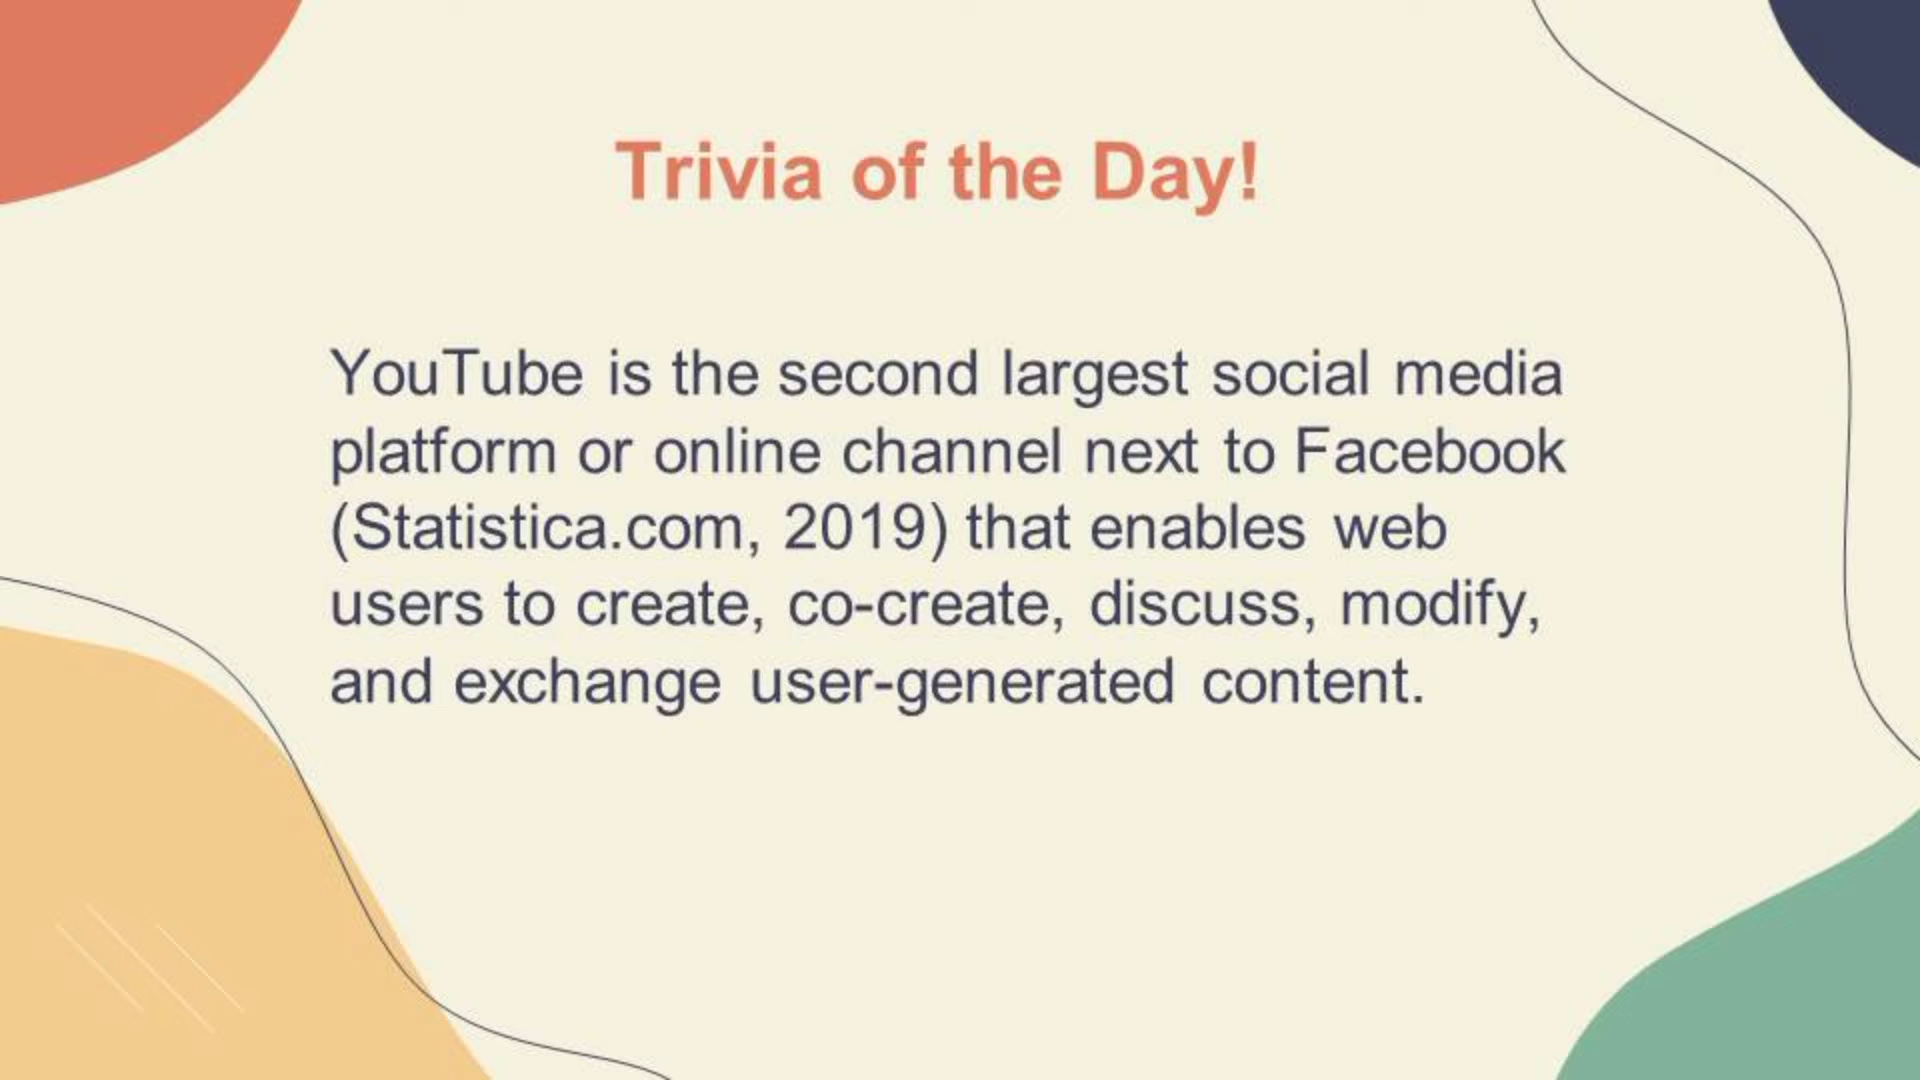 Trivia of the Day!
YouTube is the second largest social media
platform or online channel next to Facebook
(Statistica.com, 2019) that enables web
users to create, co-create, discuss, modify,
and exchange user-generated content.